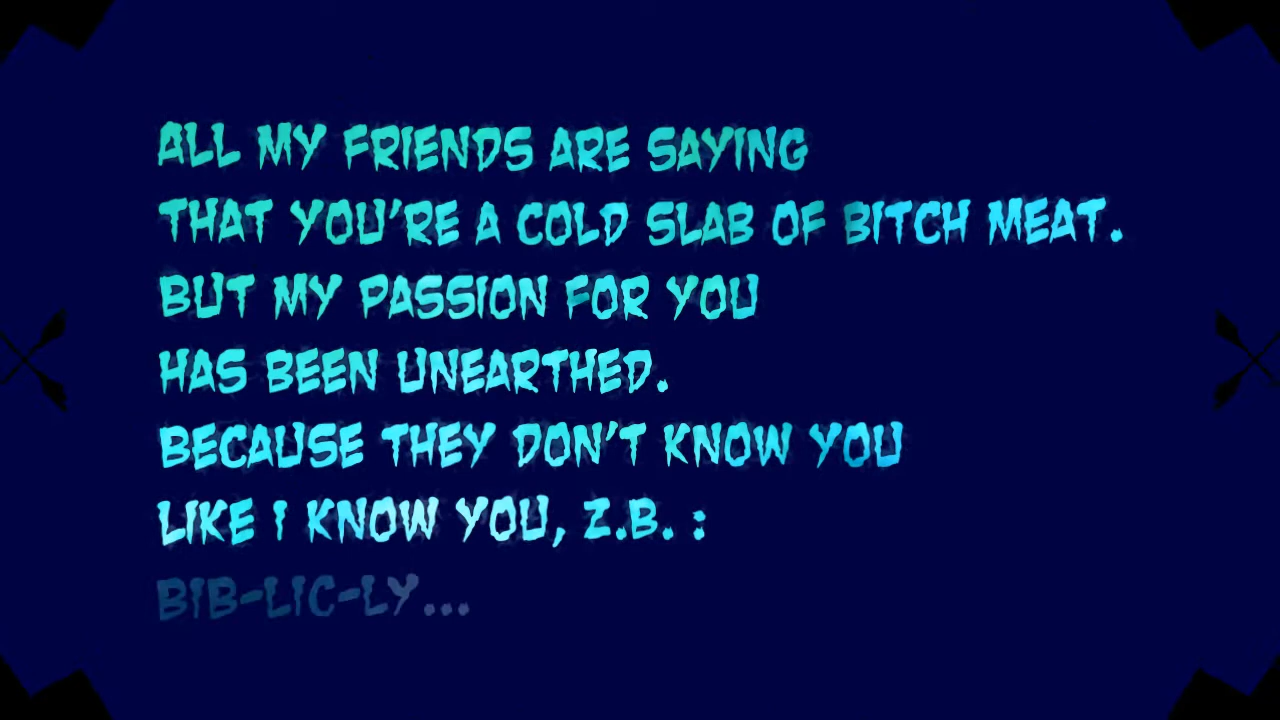 ALL MY FRIENDS ARE SAYING
THAT YOU'RE A COLD SLAB OF BITCH MEAT.
BUT MY PASSION FOR YOU
HAS BEEN UNEARTHED.
BECAUSE THEY DON'T KNOW YOU
LIKE I KNOW YOU, Z.B. :
BIB-LIC-LY...